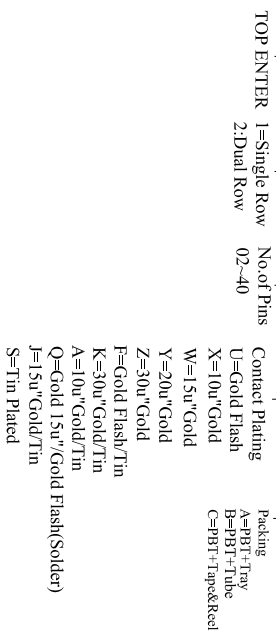 TOP ENTER
1=Single Row
2:Dual Row
No.of Pins
02~40
Contact Plating
U=Gold Flash
X=10u"Gold
W=15u"Gold
Y=20u"Gold
Z=30u"Gold
F=Gold Flash/Tin
K=30u"Gold/Tin
A=10u"Gold/Tin
Q=Gold 15u"/Gold Flash(Solder)
J=15u"Gold/Tin
S=Tin Plated
Packing
A=PBT+Tray
B=PBT+Tube
C=PBT+Tape&Reel